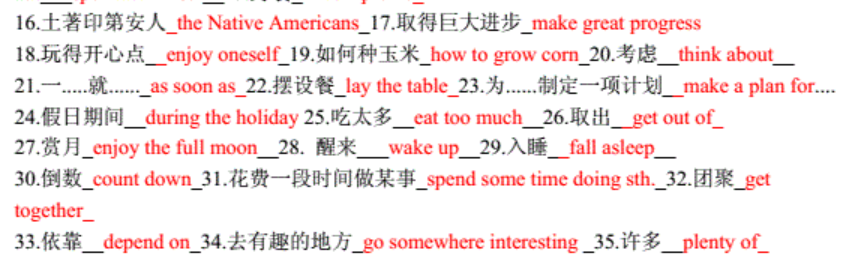 16.土著印第安人_the Native Americans_17.取得巨大进步_make great progress
18.玩得开心点__enjoy oneself_19.如何种玉米_how to grow corn_20.考虑__think about__
21.一.....就......_as soon as_22.摆设餐_lay the table_23.为......制定一项计划__make a plan for....
24.假日期间__during the holiday 25.吃太多__eat too much__26.取出__get out of_
27.赏月_enjoy the full moon__28. 醒来___wake up__29.入睡__fall asleep__
30.倒数_count down_31.花费一段时间做某事_spend some time doing sth._32.团聚_get
together_
33.依靠__depend on_34.去有趣的地方_go somewhere interesting _35.许多__plenty of_